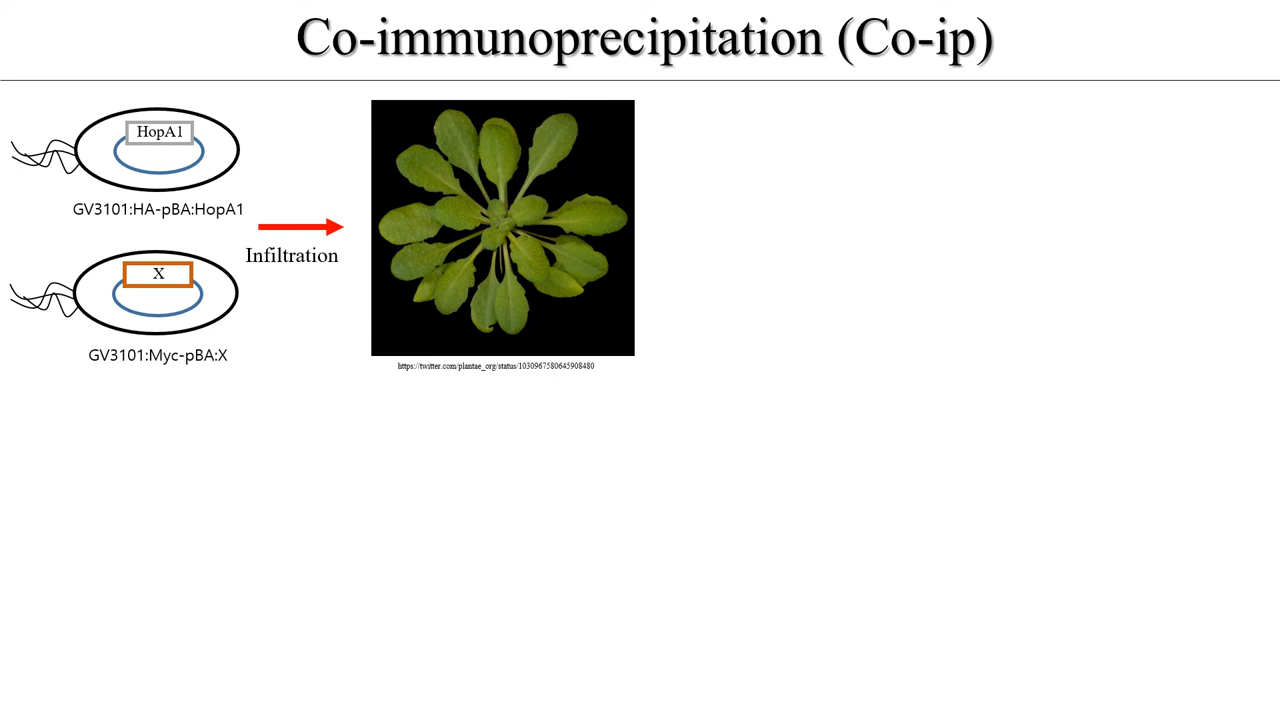 Co-immunoprecipitation (Co-ip)
HopA1
GV3101:HA-pBA:HopA1
Infiltration
X
GV3101:Myc-pBA:X
https://twitter.com/plantae_org/status/1030967580645908480